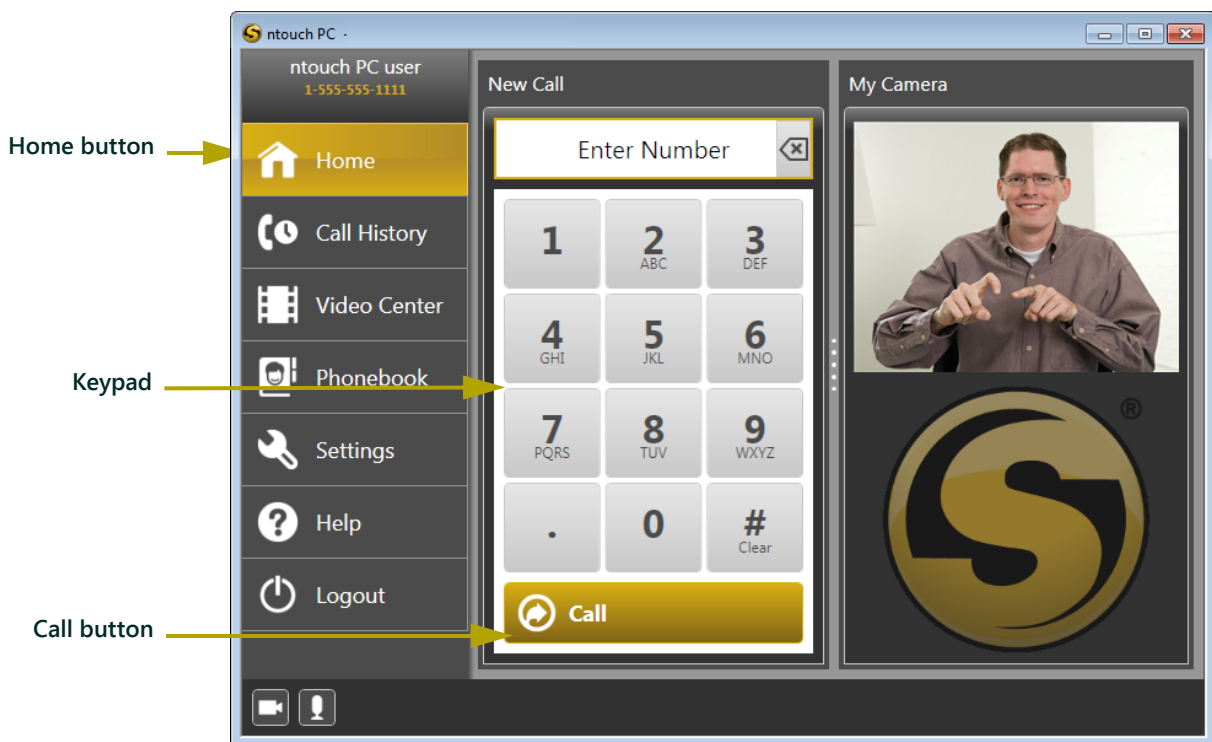 ntouch PC -
ntouch PC user
1-555-555-1111
Home button
Home
Call History
Video Center
Keypad
Phonebook
Settings
Help
Logout
Call button
New Call
Enter Number
1
2
ABC
3
DEF
4
GHI
5
JKL
6
MNO
7
PQRS
8
TUV
9
WXYZ
.
0
#
Clear
Call
My Camera
S
®